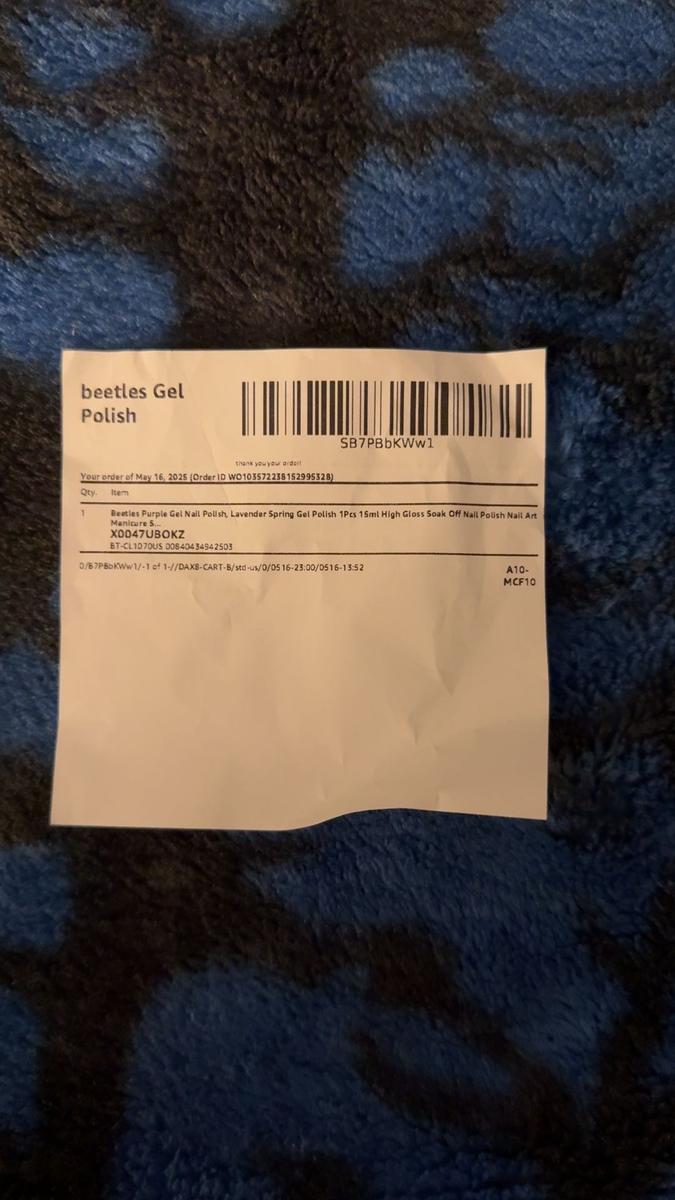 beetles Gel
Polish
SB7PBbKWw1
thank you your order!
Your order of May 16, 2025 (Order ID WO103572238152995328)
Qty. Item
1 Beetles Purple Gel Nail Polish, Lavender Spring Gel Polish 1Pcs 15ml High Gloss Soak Off Nail Polish Nail Art
Manicure S...
X0047UBOKZ
BT-CL1070US 00840434942503
0/B7PBbKWw1/-1 of 1-//DAX8-CART-B/std-us/0/0516-23:00/0516-13:52
A10-
MCF10